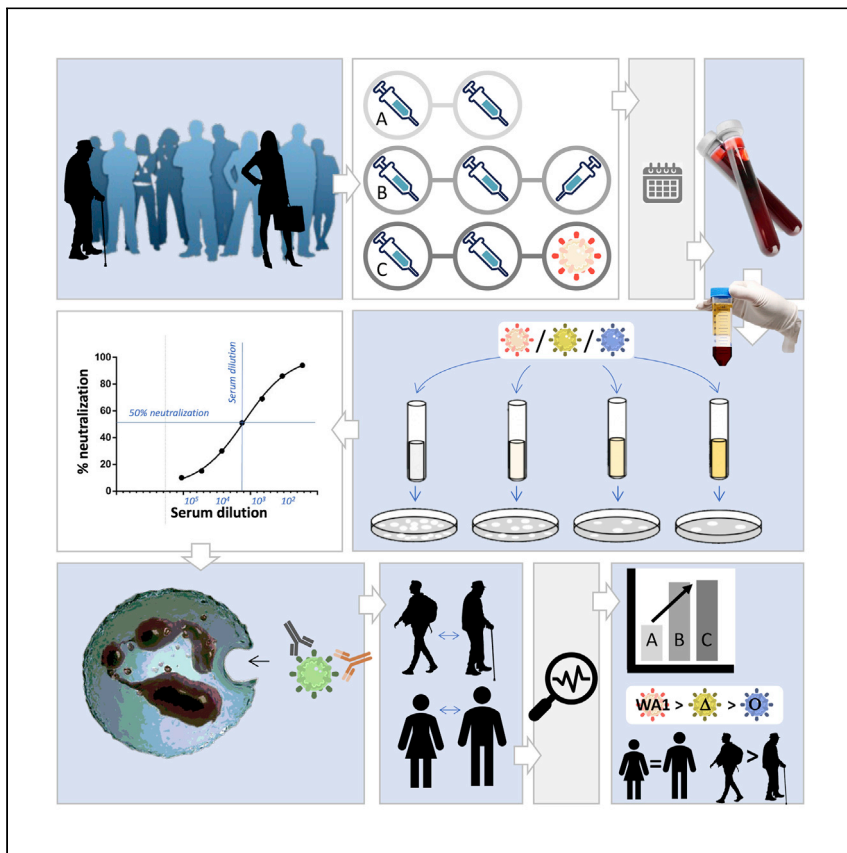 A
B
C
100
80
60
40
20
0
% neutralization
50% neutralization
Serum dilution
10⁵
10⁴
10³
10²
Serum dilution
/ /
A B C
WA1 > Δ > O
= >